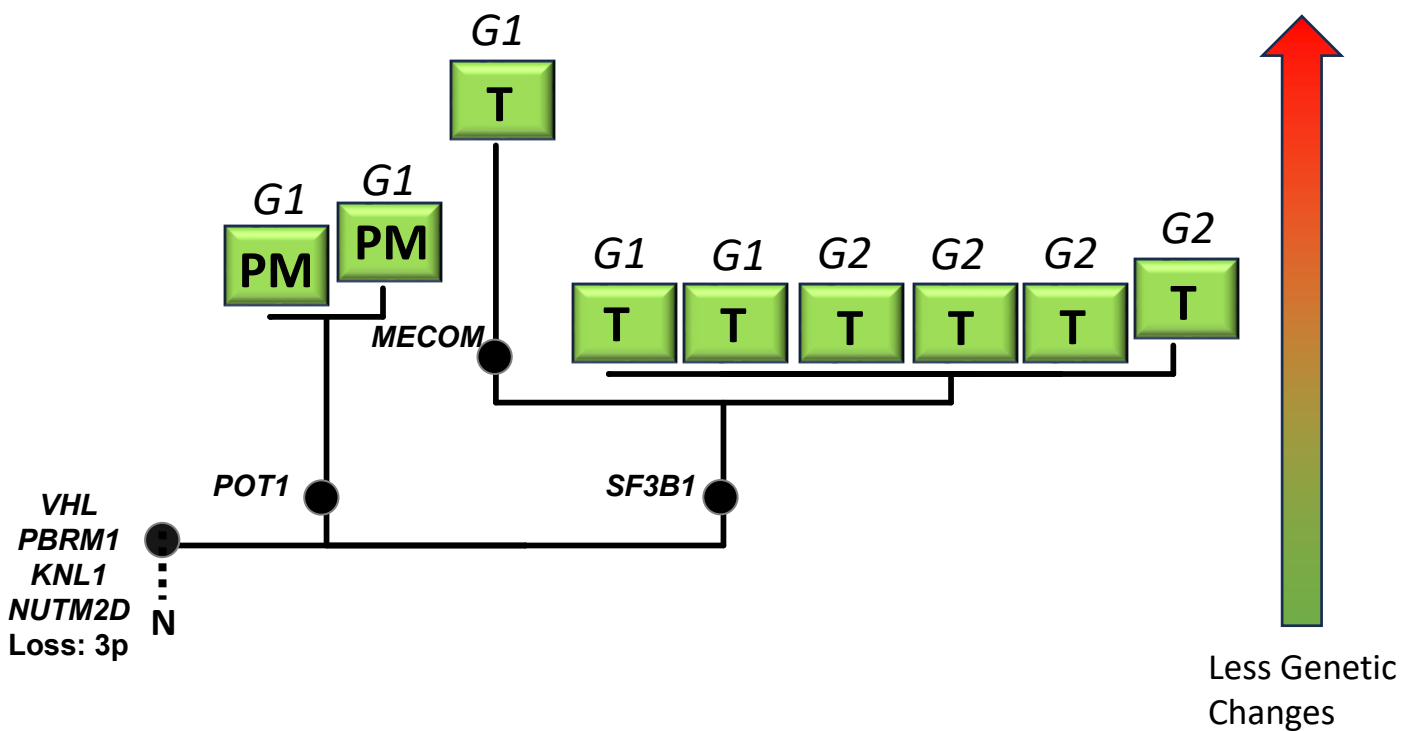 G1
T
G1
G1
PM
PM
G1
G1
G2
G2
G2
G2
T
T
T
T
T
T
MECOM
POT1
SF3B1
VHL
PBRM1
KNL1
NUTM2D
Loss: 3p
N
Less Genetic
Changes